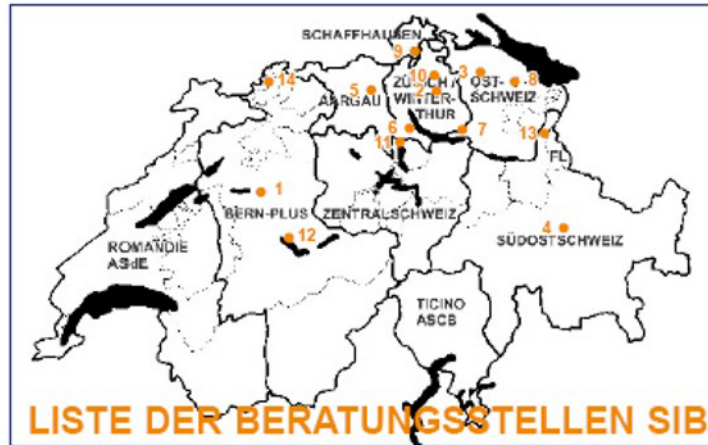 SCHAFFHAUSEN
9
14
10
3
ZÜRICH /
OST-
8
5
2
AARGAU
WINTER-
SCHWEIZ
THUR
6
7
11
13
FL
1
BERN-PLUS
ZENTRALSCHWEIZ
12
4
SÜDOSTSCHWEIZ
ROMANDIE
ASdE
TICINO
ASCB
LISTE DER BERATUNGSSTELLEN SIB